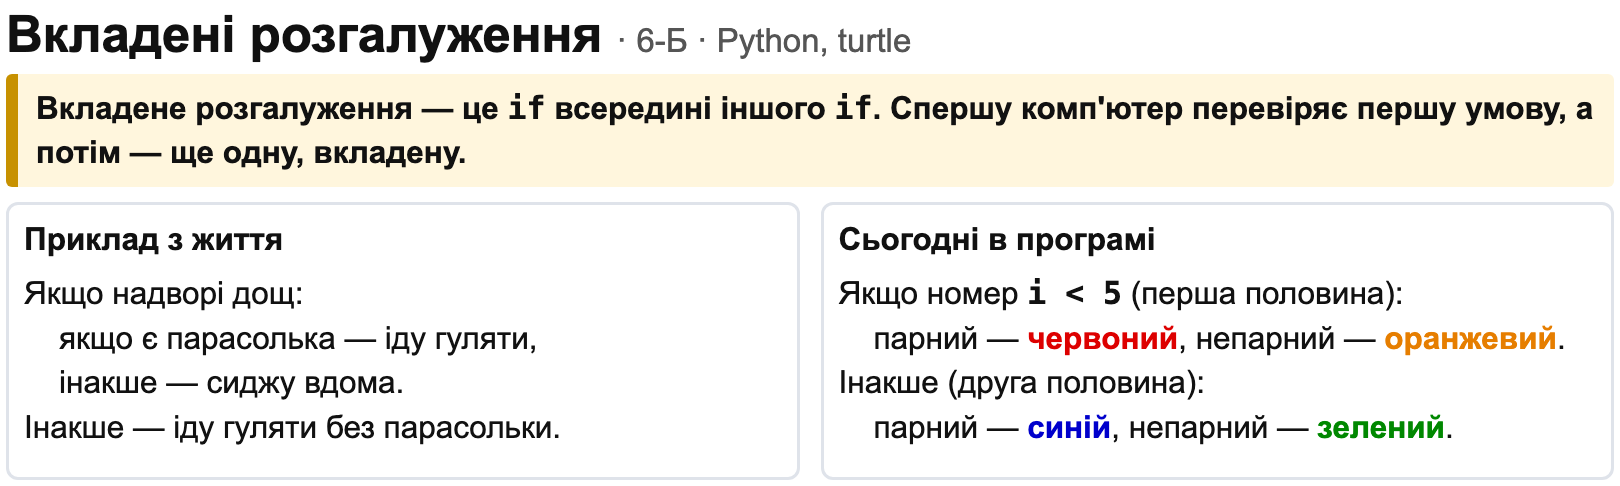 Вкладені розгалуження · 6-Б · Python, turtle
Вкладене розгалуження — це if всередині іншого if. Спершу комп'ютер перевіряє першу умову, а
потім — ще одну, вкладену.
Приклад з життя
Якщо надворі дощ:
якщо є парасолька — іду гуляти,
інакше — сиджу вдома.
Інакше — іду гуляти без парасольки.
Сьогодні в програмі
Якщо номер i < 5 (перша половина):
парний — червоний, непарний — оранжевий.
Інакше (друга половина):
парний — синій, непарний — зелений.